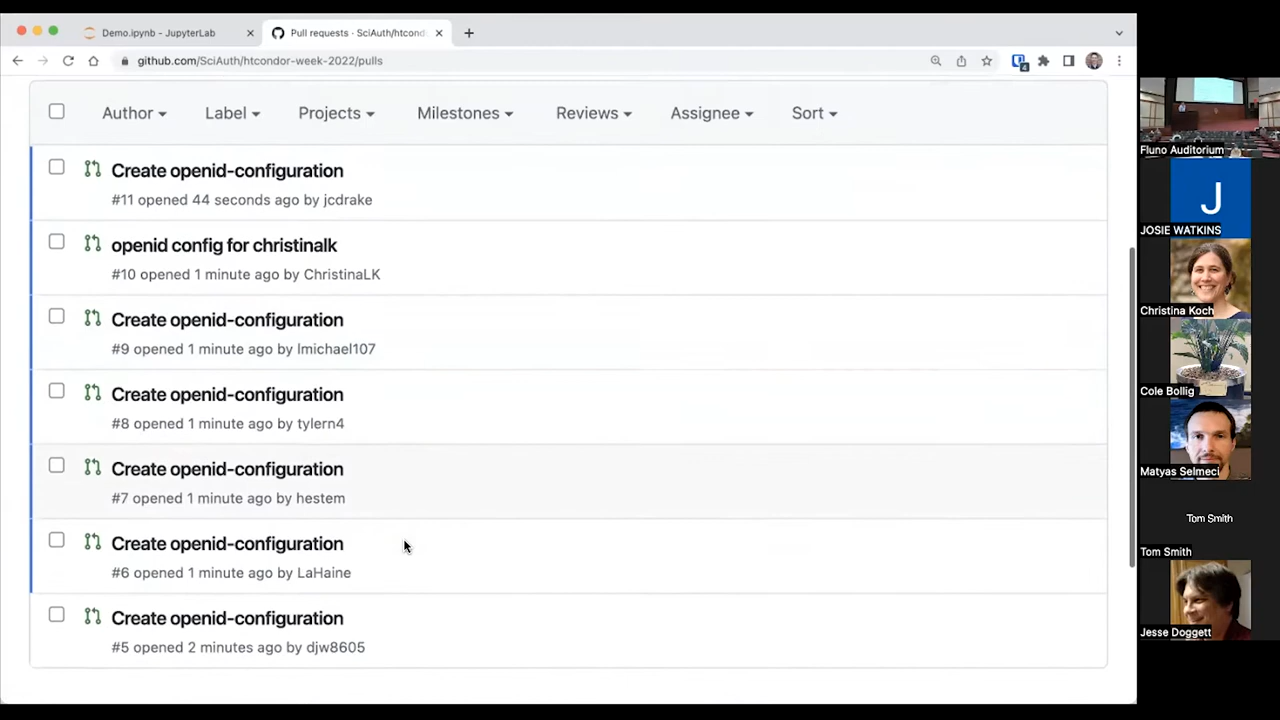 Demo.ipynb - JupyterLab
Pull requests · SciAuth/htcondo
github.com/SciAuth/htcondor-week-2022/pulls
4
Author
Label
Projects
Milestones
Reviews
Assignee
Sort
Create openid-configuration
#11 opened 44 seconds ago by jcdrake
openid config for christinalk
#10 opened 1 minute ago by ChristinaLK
Create openid-configuration
#9 opened 1 minute ago by lmichael107
Create openid-configuration
#8 opened 1 minute ago by tylern4
Create openid-configuration
#7 opened 1 minute ago by hestem
Create openid-configuration
#6 opened 1 minute ago by LaHaine
Create openid-configuration
#5 opened 2 minutes ago by djw8605
Fluno Auditorium
J
JOSIE WATKINS
Christina Koch
Cole Bollig
Matyas Selmeci
Tom Smith
Tom Smith
Jesse Doggett